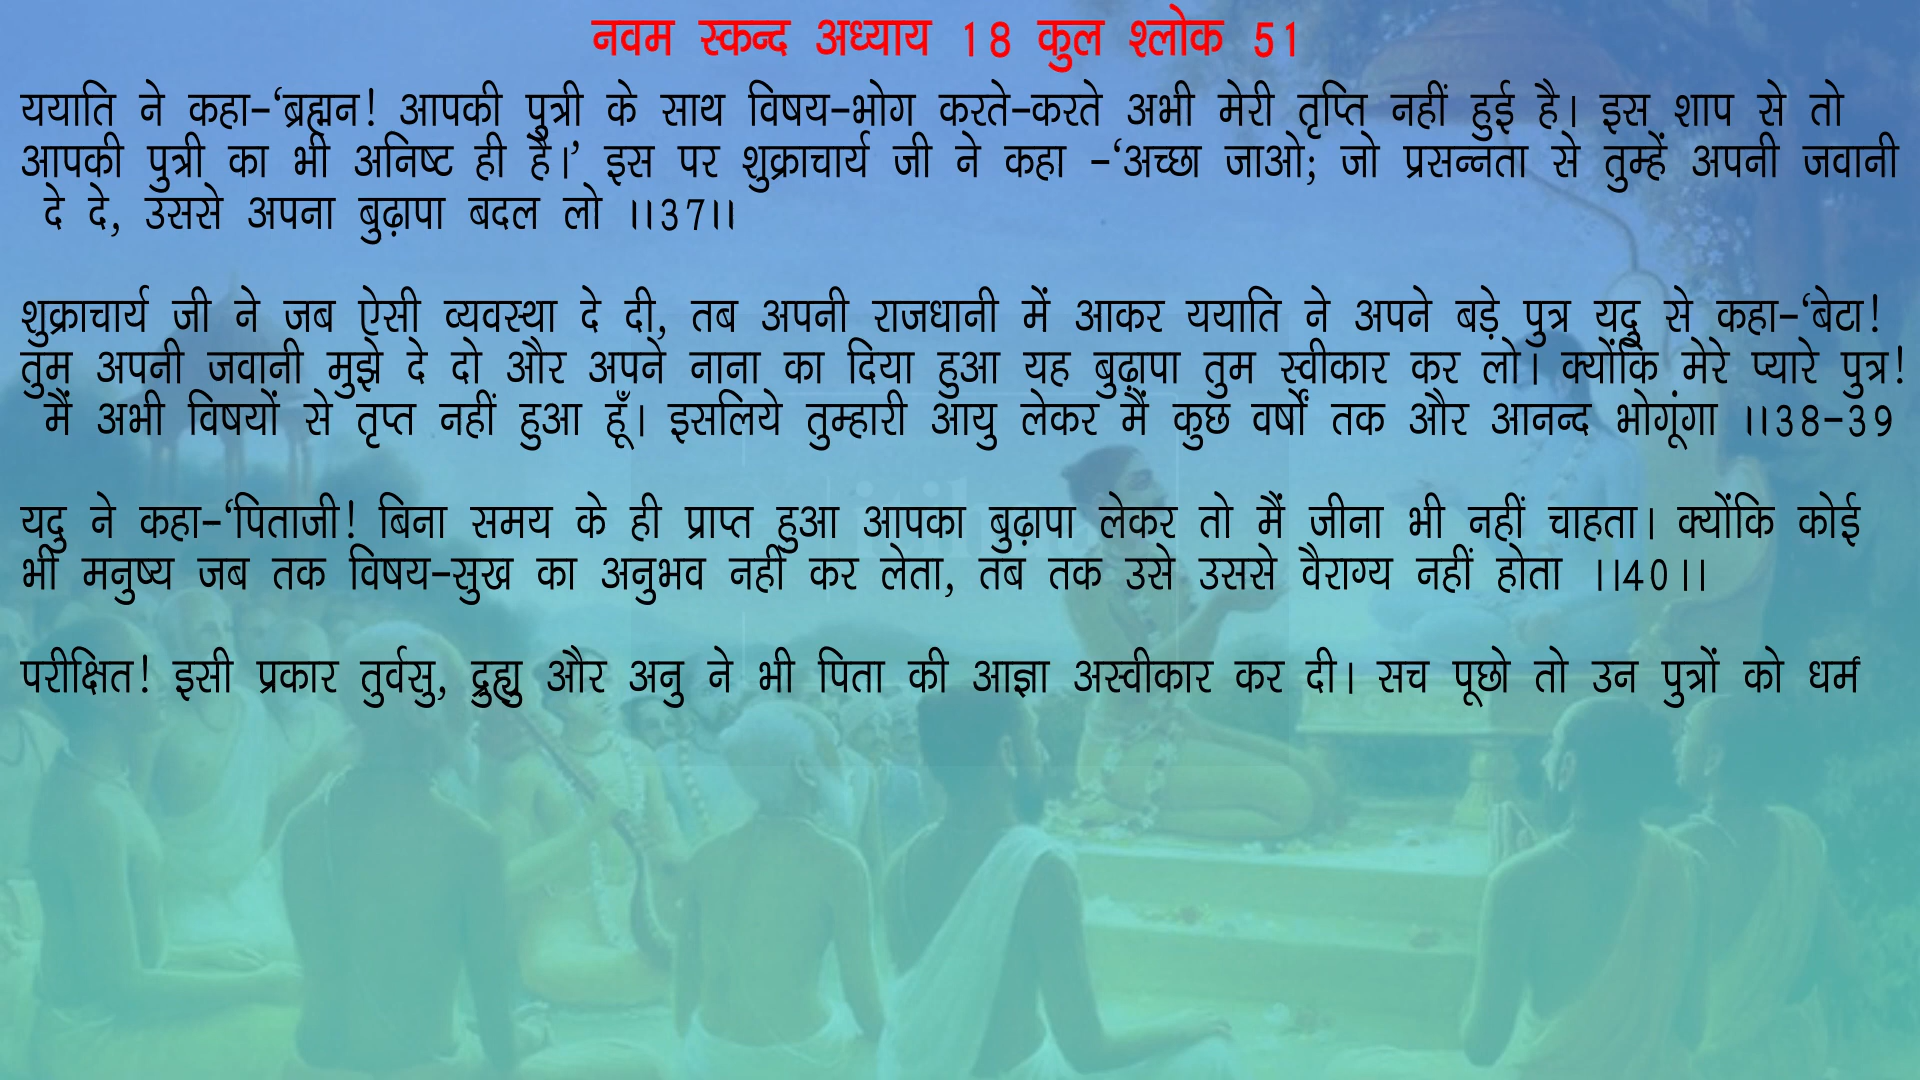 नवम स्कन्द अध्याय 18 कुल श्लोक 51
ययाति ने कहा-‘ब्रह्मन! आपकी पुत्री के साथ विषय-भोग करते-करते अभी मेरी तृप्ति नहीं हुई है। इस शाप से तो
आपकी पुत्री का भी अनिष्ट ही है।’ इस पर शुक्राचार्य जी ने कहा -‘अच्छा जाओ; जो प्रसन्नता से तुम्हें अपनी जवानी
दे दे, उससे अपना बुढ़ापा बदल लो ।।37।।
शुक्राचार्य जी ने जब ऐसी व्यवस्था दे दी, तब अपनी राजधानी में आकर ययाति ने अपने बड़े पुत्र यदु से कहा-‘बेटा!
तुम अपनी जवानी मुझे दे दो और अपने नाना का दिया हुआ यह बुढ़ापा तुम स्वीकार कर लो। क्योंकि मेरे प्यारे पुत्र!
मैं अभी विषयों से तृप्त नहीं हुआ हूँ। इसलिये तुम्हारी आयु लेकर मैं कुछ वर्षों तक और आनन्द भोगूंगा ।।38-39
यदु ने कहा-‘पिताजी! बिना समय के ही प्राप्त हुआ आपका बुढ़ापा लेकर तो मैं जीना भी नहीं चाहता। क्योंकि कोई
भी मनुष्य जब तक विषय-सुख का अनुभव नहीं कर लेता, तब तक उसे उससे वैराग्य नहीं होता ।।40।।
परीक्षित! इसी प्रकार तुर्वसु, द्रुह्यु और अनु ने भी पिता की आज्ञा अस्वीकार कर दी। सच पूछो तो उन पुत्रों को धर्म